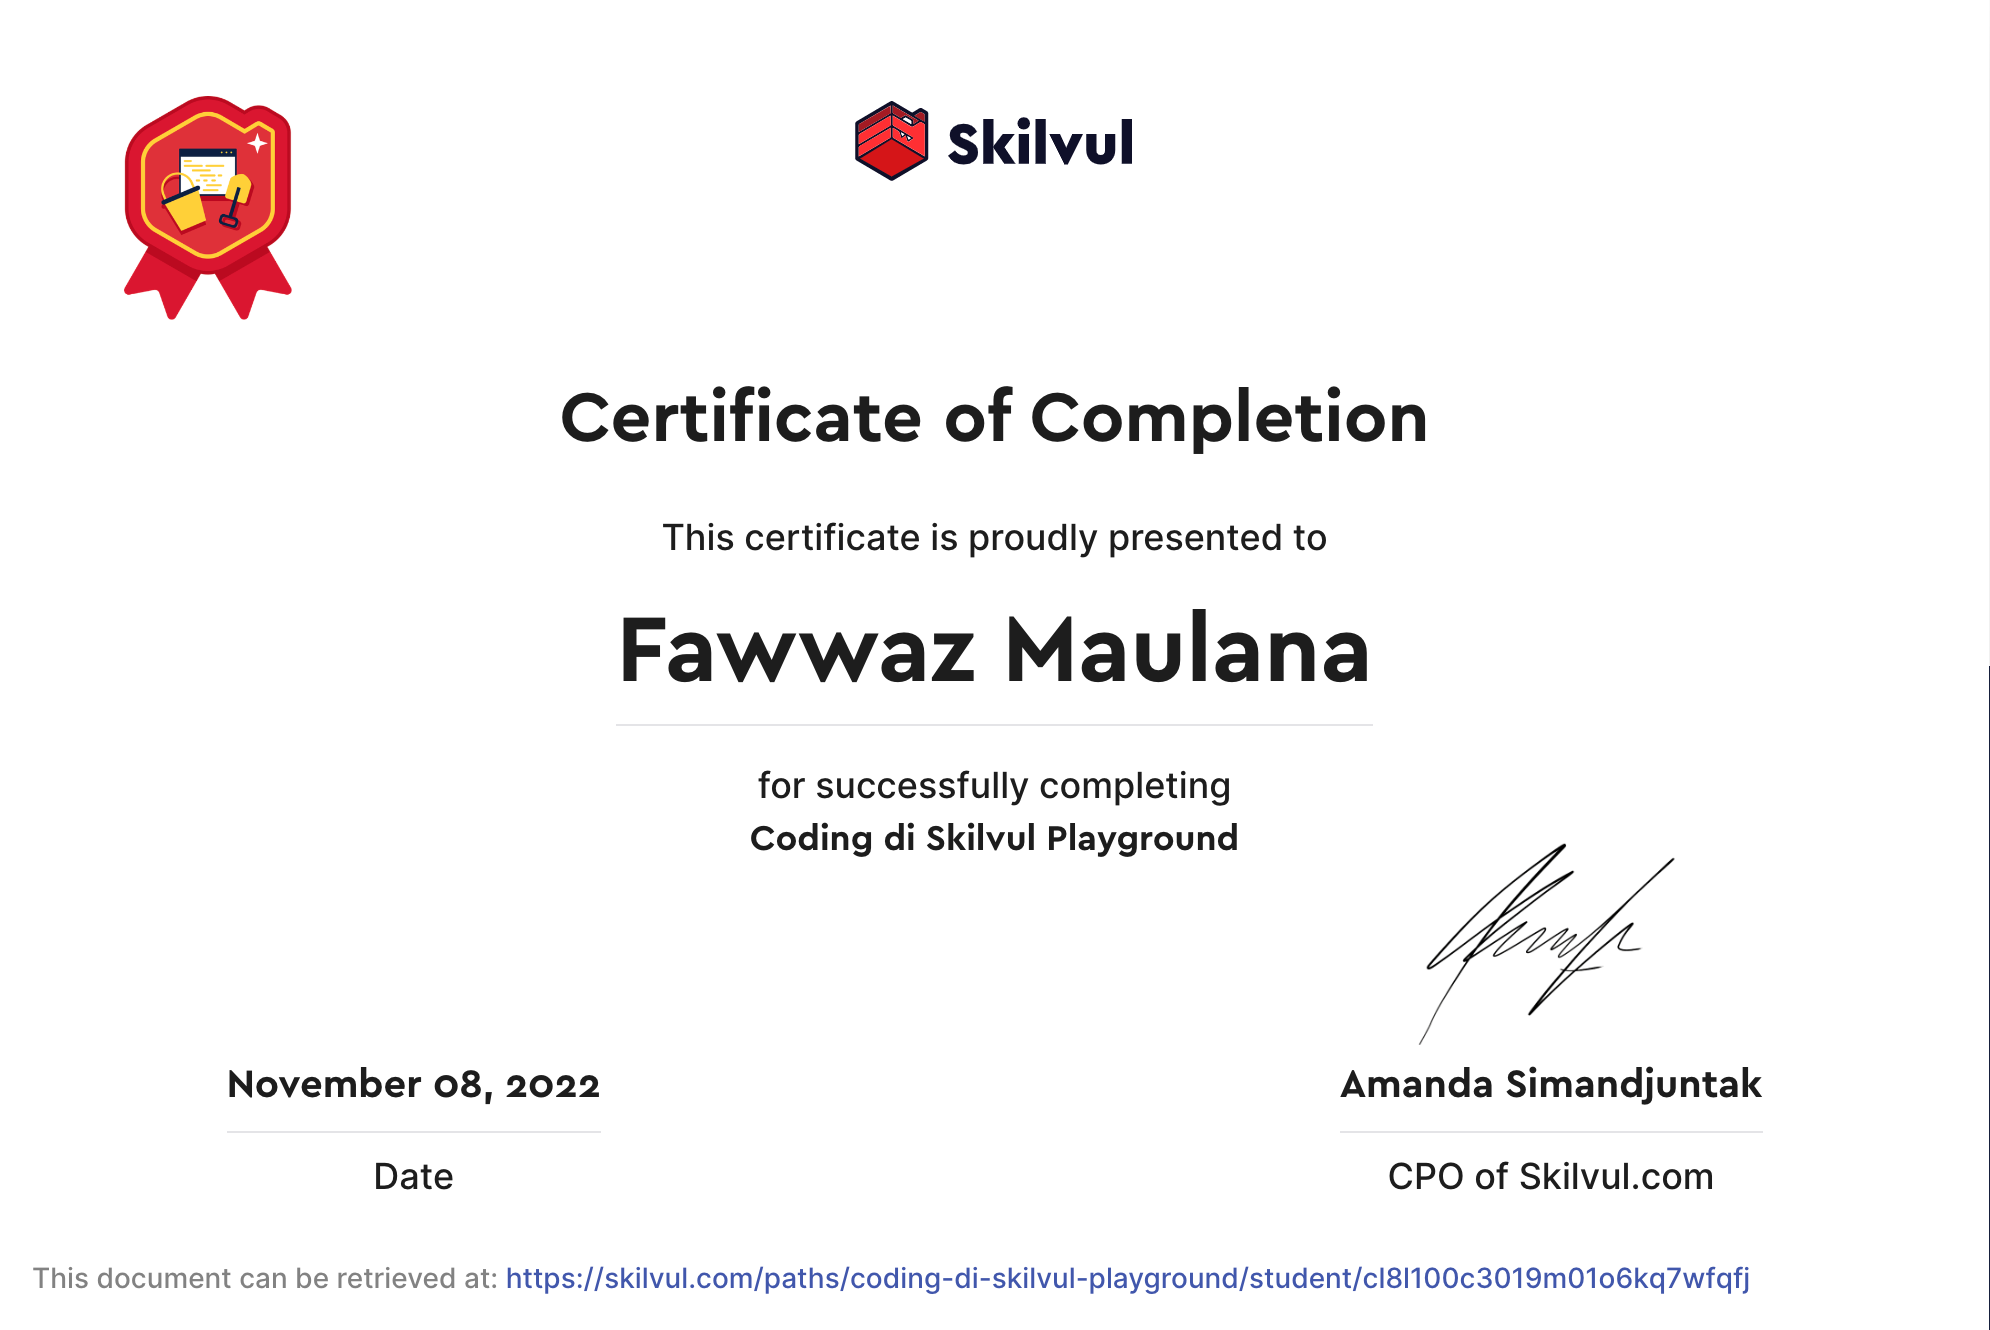 Skilvul
Certificate of Completion
This certificate is proudly presented to
Fawwaz Maulana
for successfully completing
Coding di Skilvul Playground
November 08, 2022
Date
Amanda Simandjuntak
CPO of Skilvul.com
This document can be retrieved at: https://skilvul.com/paths/coding-di-skilvul-playground/student/cl8l100c3019m01o6kq7wfqfj